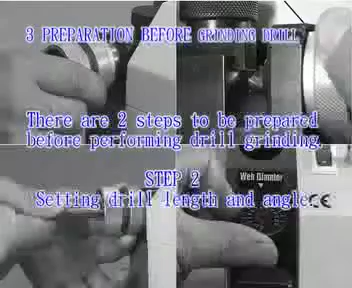 3 PREPARATION BEFORE GRINDING DRILL
There are 2 steps to be prepared
before performing drill grinding.
STEP 2
Setting drill length and angle.
Web Diameter
CE